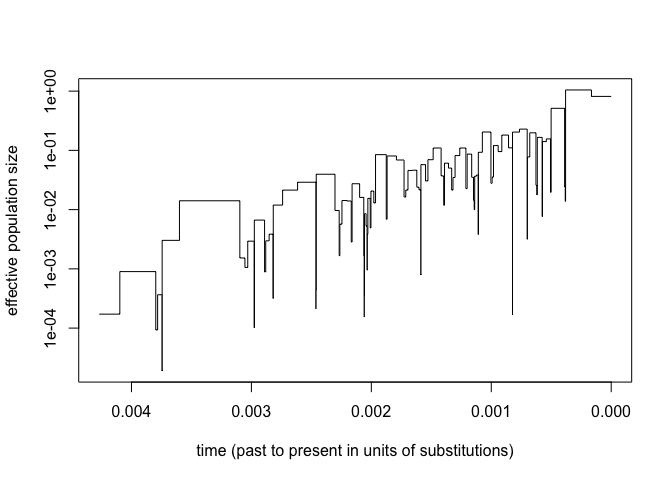 effective population size
1e+00
1e-01
1e-02
1e-03
1e-04
0.004 0.003 0.002 0.001 0.000
time (past to present in units of substitutions)